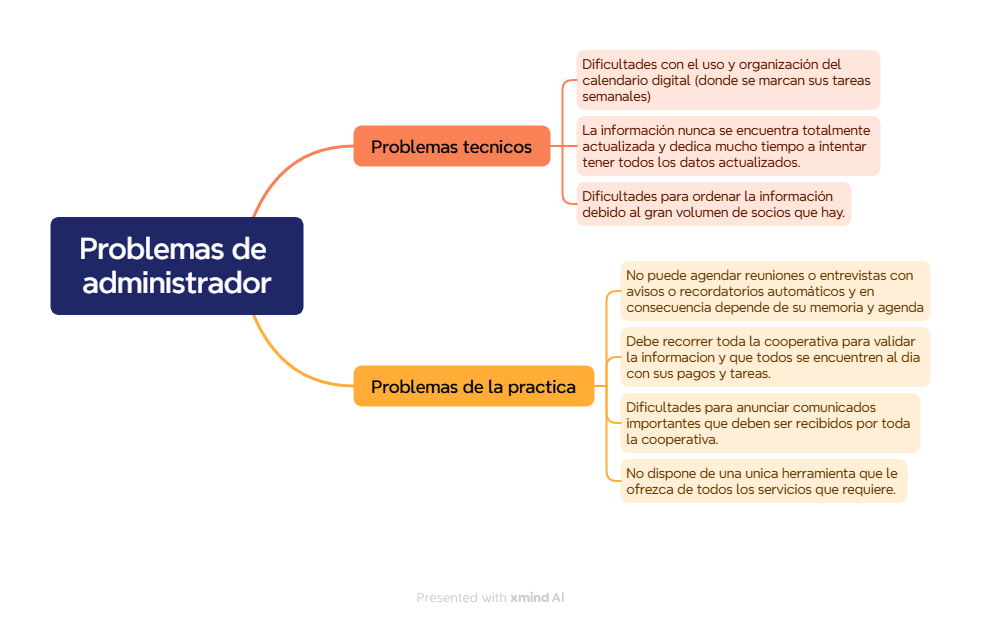 Dificultades con el uso y organización del
calendario digital (donde se marcan sus tareas
semanales)
Problemas tecnicos
La información nunca se encuentra totalmente
actualizada y dedica mucho tiempo a intentar
tener todos los datos actualizados.
Dificultades para ordenar la información
debido al gran volumen de socios que hay.
Problemas de
administrador
No puede agendar reuniones o entrevistas con
avisos o recordatorios automáticos y en
consecuencia depende de su memoria y agenda
Debe recorrer toda la cooperativa para validar
la informacion y que todos se encuentren al dia
con sus pagos y tareas.
Problemas de la practica
Dificultades para anunciar comunicados
importantes que deben ser recibidos por toda
la cooperativa.
No dispone de una unica herramienta que le
ofrezca de todos los servicios que requiere.
Presented with xmind AI